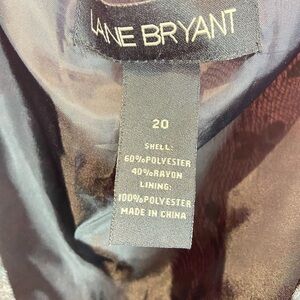 LANE BRYANT
20
SHELL:
60%POLYESTER
40%RAYON
LINING:
100%POLYESTER
MADE IN CHINA